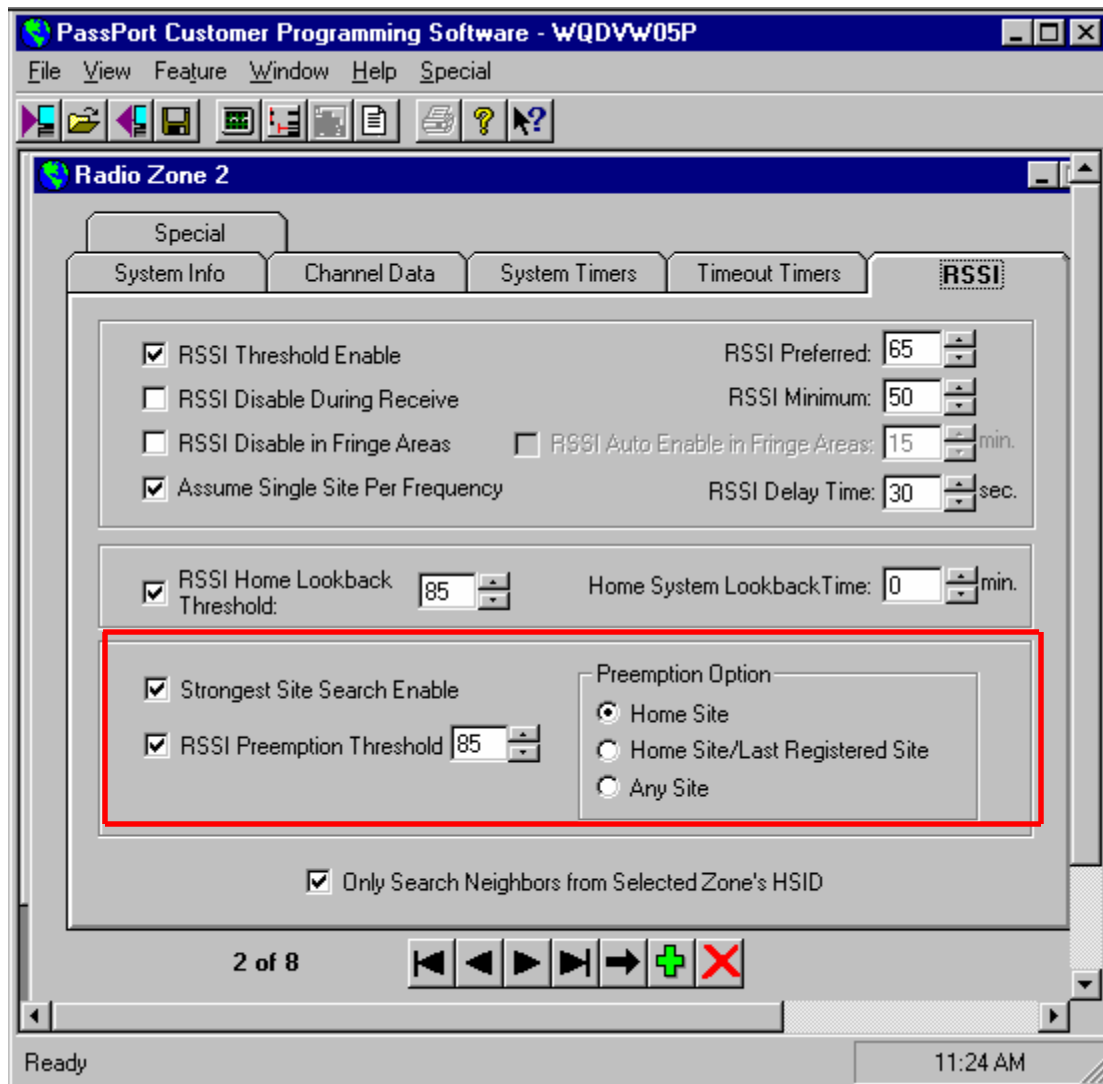 PassPort Customer Programming Software - WQDVW05P
File View Feature Window Help Special
Radio Zone 2
Special
System Info Channel Data System Timers Timeout Timers RSSI
RSSI Threshold Enable RSSI Preferred: 65
RSSI Disable During Receive RSSI Minimum: 50
RSSI Disable in Fringe Areas RSSI Auto Enable in Fringe Areas: 15 min.
Assume Single Site Per Frequency RSSI Delay Time: 30 sec.
RSSI Home Lookback Threshold: 85 Home System LookbackTime: 0 min.
Strongest Site Search Enable
RSSI Preemption Threshold 85
Preemption Option
Home Site
Home Site/Last Registered Site
Any Site
Only Search Neighbors from Selected Zone's HSID
2 of 8
Ready 11:24 AM